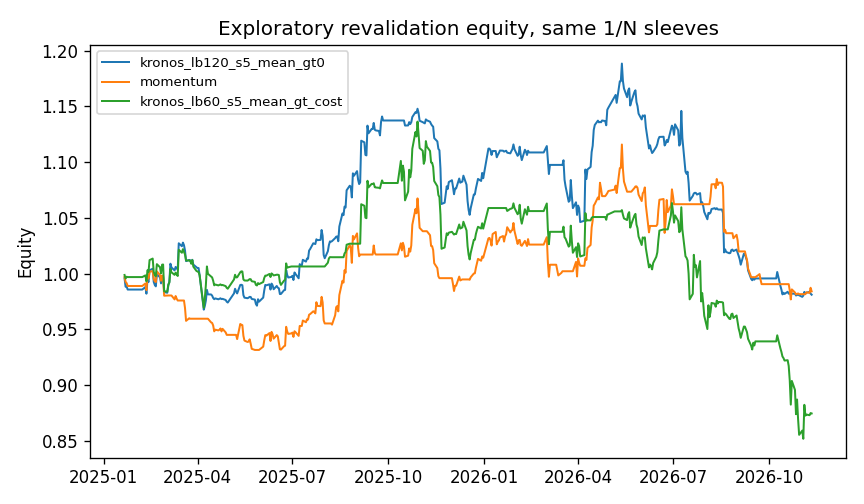 Exploratory revalidation equity, same 1/N sleeves
kronos_lb120_s5_mean_gt0
momentum
kronos_lb60_s5_mean_gt_cost
Equity
1.20
1.15
1.10
1.05
1.00
0.95
0.90
0.85
2025-01 2025-04 2025-07 2025-10 2026-01 2026-04 2026-07 2026-10